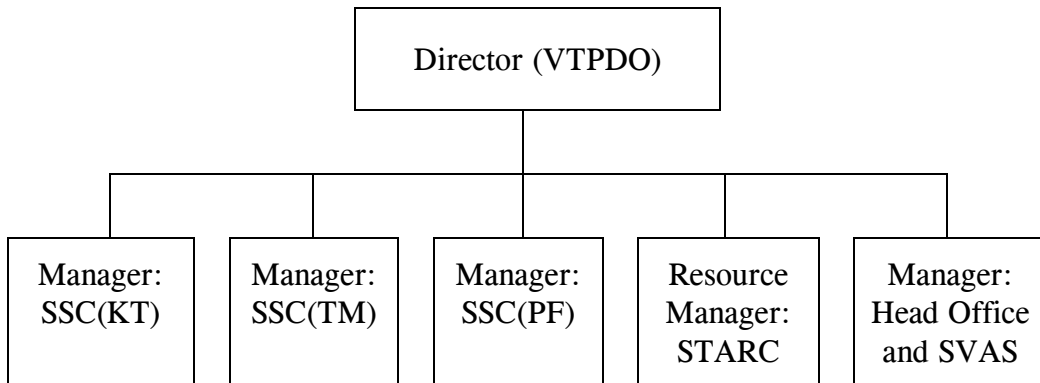 Director (VTPDO)
Manager:
SSC(KT)
Manager:
SSC(TM)
Manager:
SSC(PF)
Resource
Manager:
STARC
Manager:
Head Office
and SVAS